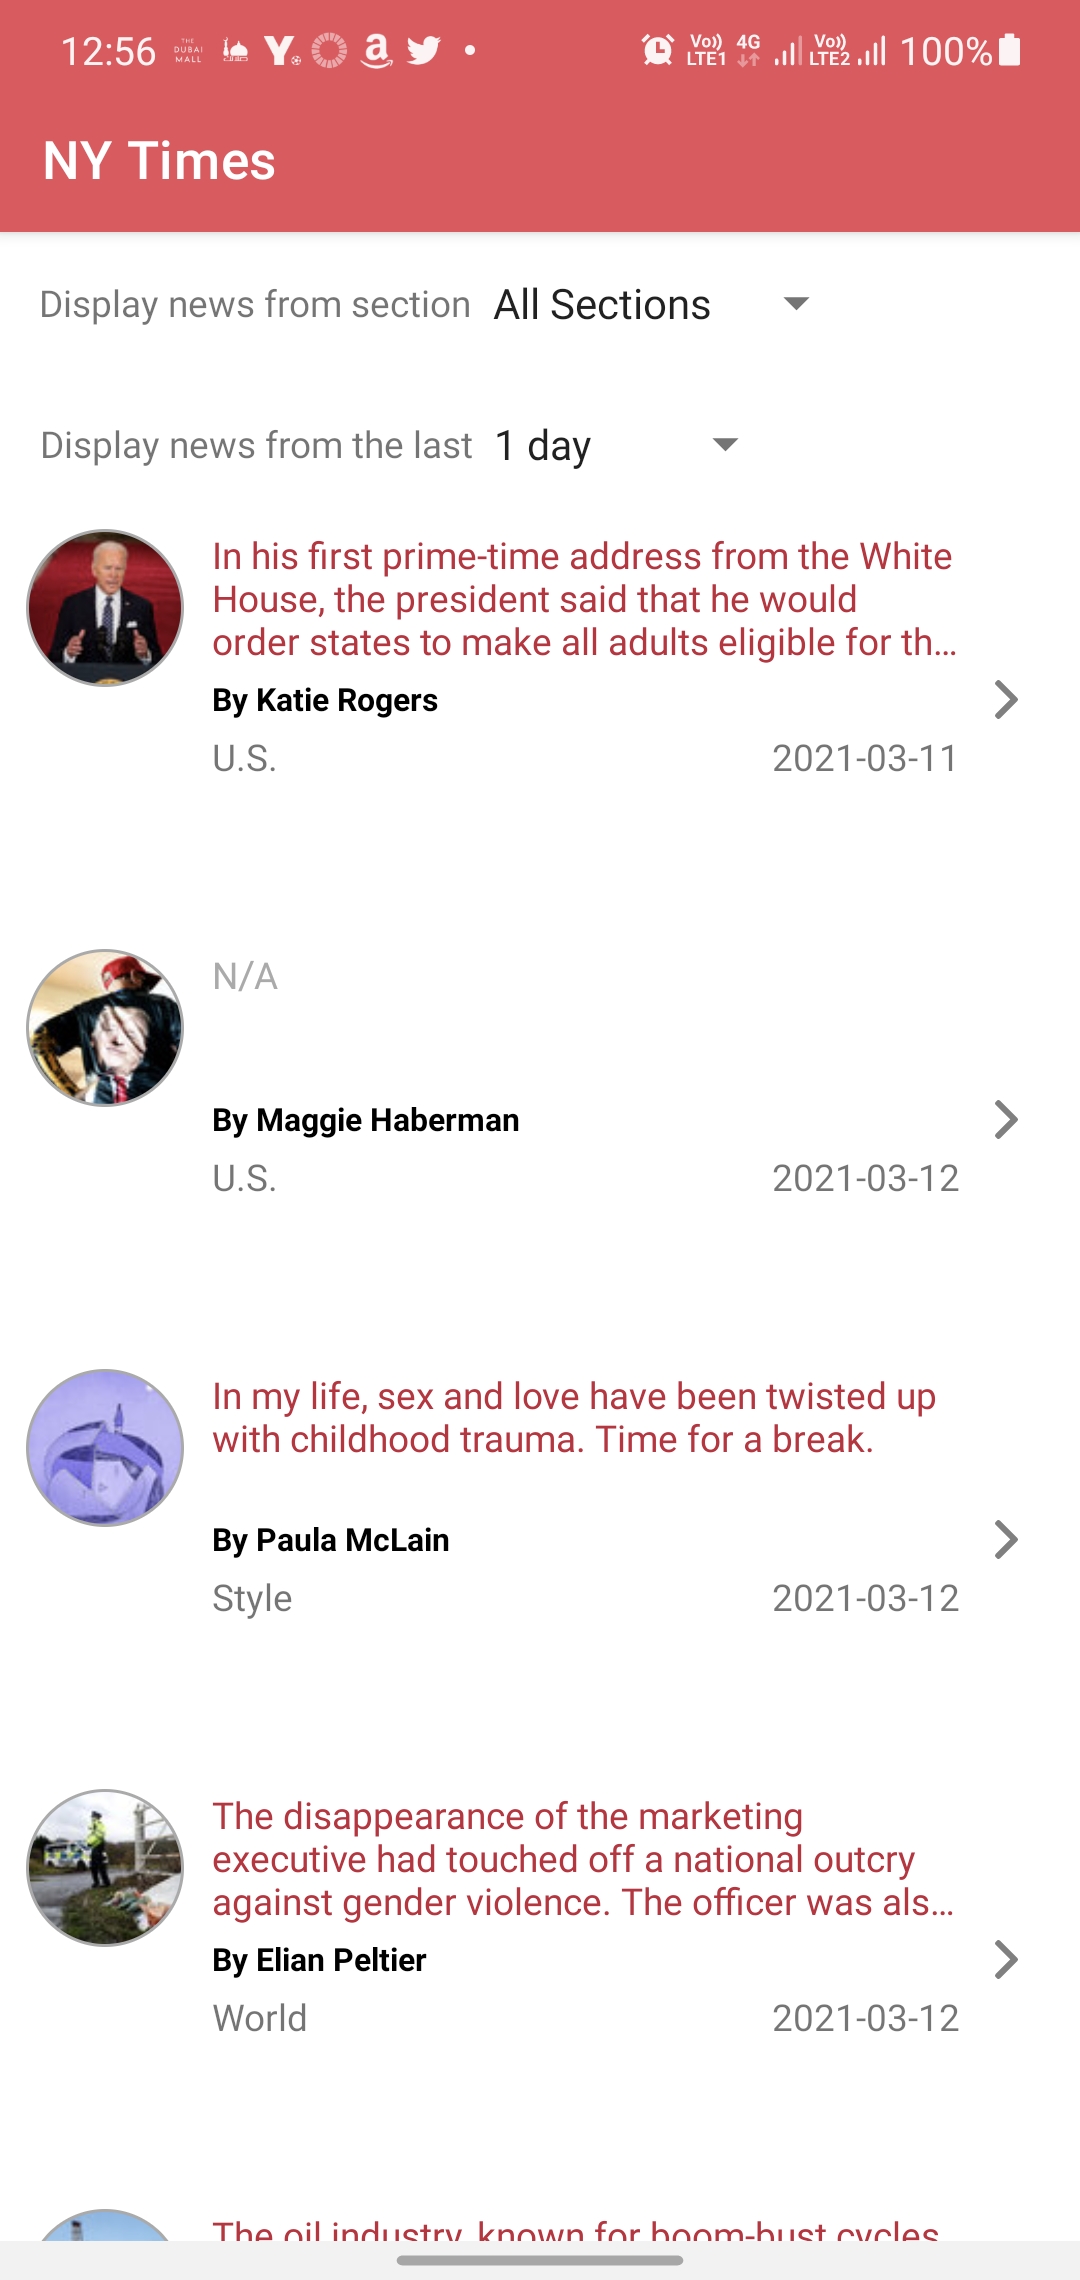 12:56 THE DUBAI MALL Y. a Vo)) LTE1 4G Vo)) LTE2 100%
NY Times
Display news from section All Sections
Display news from the last 1 day
In his first prime-time address from the White
House, the president said that he would
order states to make all adults eligible for th...
By Katie Rogers
U.S. 2021-03-11
N/A
By Maggie Haberman
U.S. 2021-03-12
In my life, sex and love have been twisted up
with childhood trauma. Time for a break.
By Paula McLain
Style 2021-03-12
The disappearance of the marketing
executive had touched off a national outcry
against gender violence. The officer was als...
By Elian Peltier
World 2021-03-12
The oil industry, known for boom-bust cycles